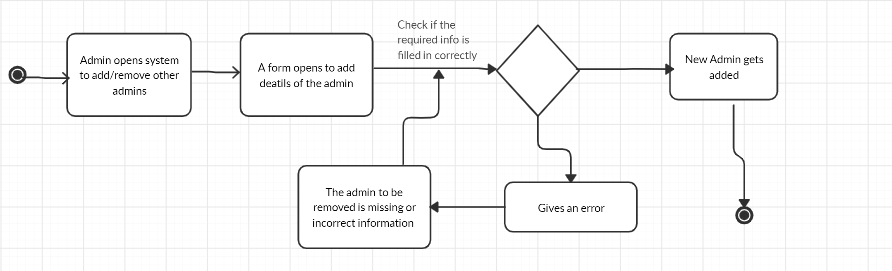 Admin opens system
to add/remove other
admins
A form opens to add
deatils of the admin
Check if the
required info is
filled in correctly
New Admin gets
added
The admin to be
removed is missing or
incorrect information
Gives an error